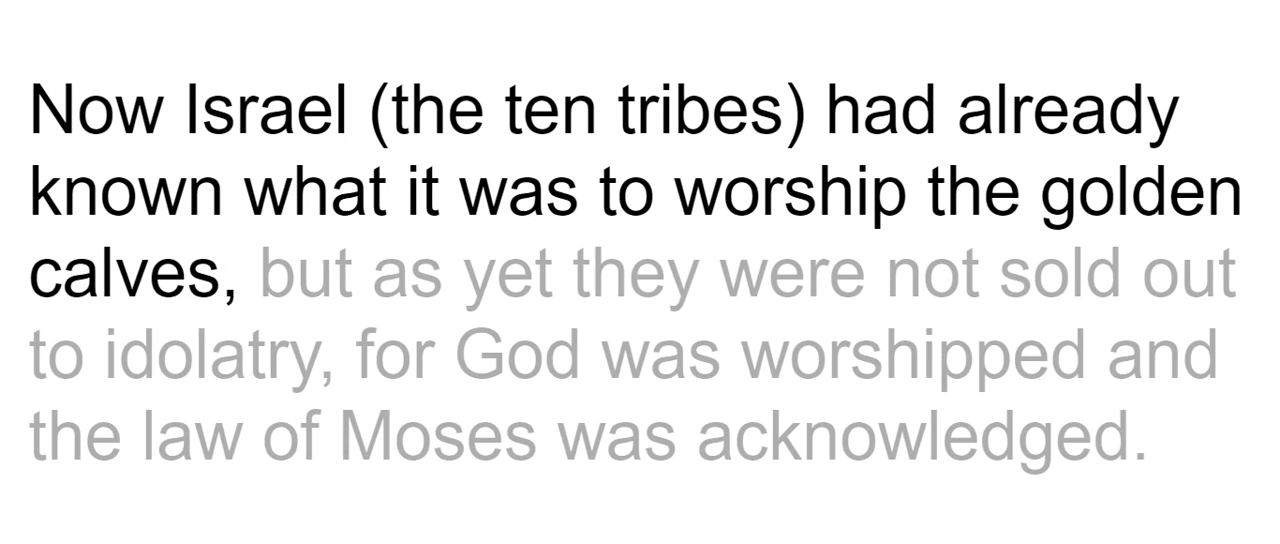 Now Israel (the ten tribes) had already
known what it was to worship the golden
calves, but as yet they were not sold out
to idolatry, for God was worshipped and
the law of Moses was acknowledged.